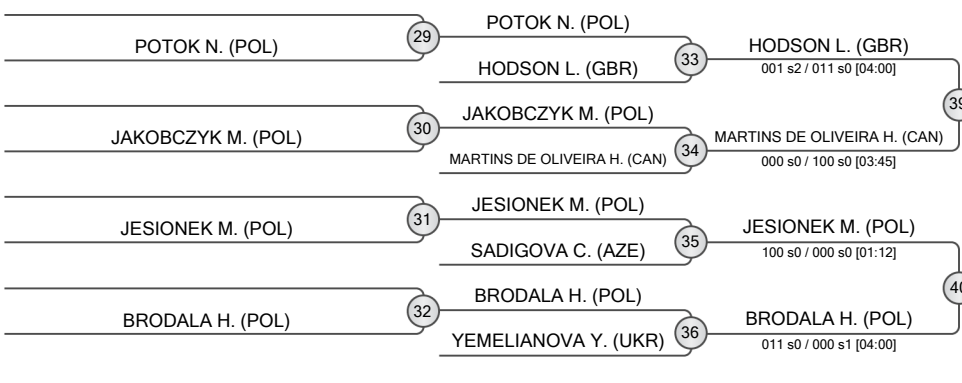 POTOK N. (POL)
29
POTOK N. (POL)
HODSON L. (GBR)
33
HODSON L. (GBR)
001 s2 / 011 s0 [04:00]
39
JAKOBCZYK M. (POL)
30
JAKOBCZYK M. (POL)
MARTINS DE OLIVEIRA H. (CAN)
34
MARTINS DE OLIVEIRA H. (CAN)
000 s0 / 100 s0 [03:45]
JESIONEK M. (POL)
31
JESIONEK M. (POL)
SADIGOVA C. (AZE)
35
JESIONEK M. (POL)
100 s0 / 000 s0 [01:12]
40
BRODALA H. (POL)
32
BRODALA H. (POL)
YEMELIANOVA Y. (UKR)
36
BRODALA H. (POL)
011 s0 / 000 s1 [04:00]